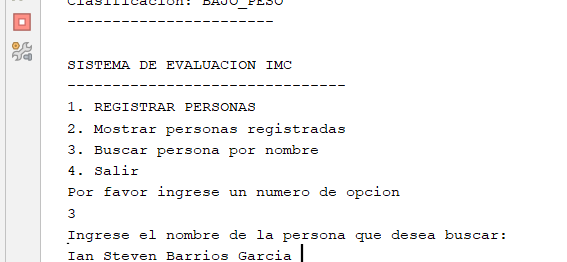 Clasificacion: BAJO_PESO
-----------------------
SISTEMA DE EVALUACION IMC
-------------------------------
1. REGISTRAR PERSONAS
2. Mostrar personas registradas
3. Buscar persona por nombre
4. Salir
Por favor ingrese un numero de opcion
3
Ingrese el nombre de la persona que desea buscar:
Ian Steven Barrios Garcia